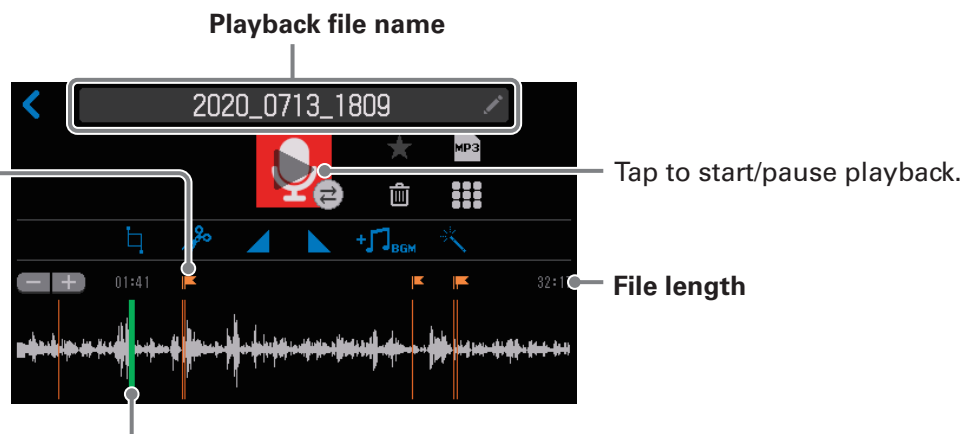 Playback file name
2020_0713_1809
MP3
Tap to start/pause playback.
+ BGM
− + 01:41
File length